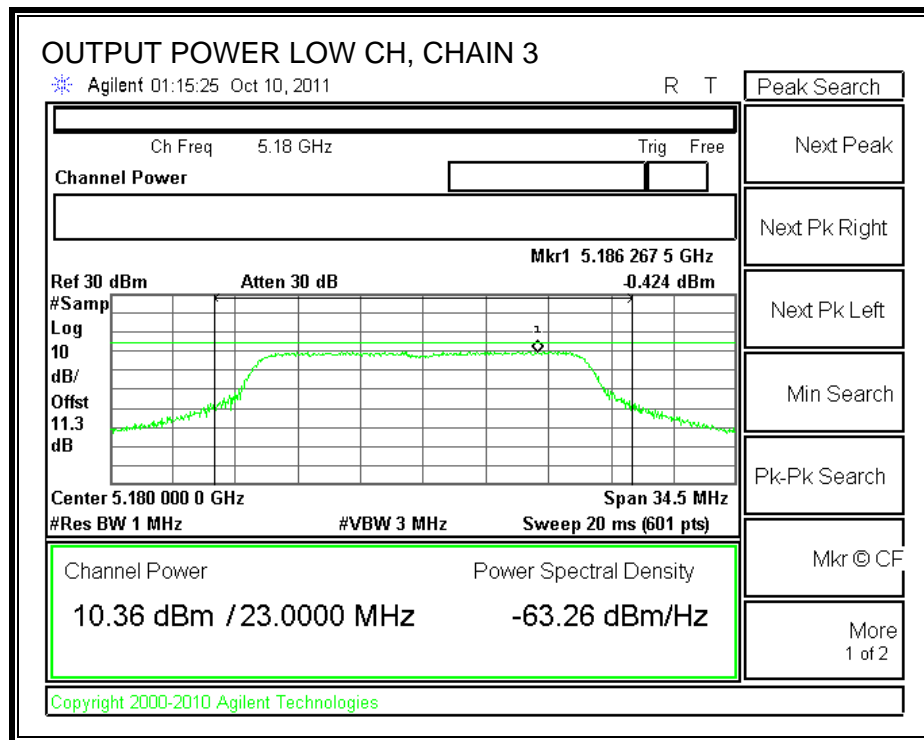 OUTPUT POWER LOW CH, CHAIN 3
Agilent 01:15:25 Oct 10, 2011 R T
Peak Search
Ch Freq 5.18 GHz Trig Free
Channel Power
Mkr1 5.186 267 5 GHz
Ref 30 dBm Atten 30 dB -0.424 dBm
#Samp
Log
10
dB/
Offst
11.3
dB
1
Center 5.180 000 0 GHz Span 34.5 MHz
#Res BW 1 MHz #VBW 3 MHz Sweep 20 ms (601 pts)
Channel Power Power Spectral Density
10.36 dBm / 23.0000 MHz -63.26 dBm/Hz
Next Peak
Next Pk Right
Next Pk Left
Min Search
Pk-Pk Search
Mkr © CF
More
1 of 2
Copyright 2000-2010 Agilent Technologies